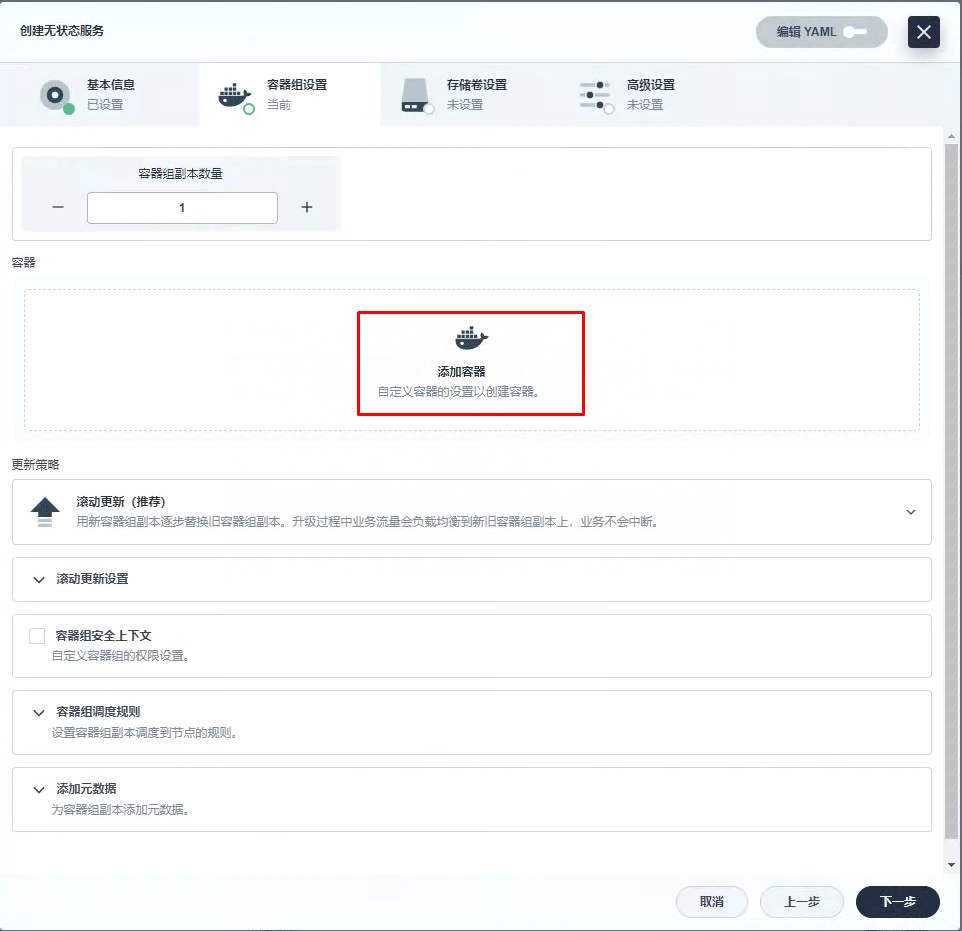 创建无状态服务
编辑 YAML
基本信息
已设置
容器组设置
当前
存储卷设置
未设置
高级设置
未设置
容器组副本数量
1
容器
添加容器
自定义容器的设置以创建容器。
更新策略
滚动更新（推荐）
用新容器组副本逐步替换旧容器组副本。升级过程中业务流量会负载均衡到新旧容器组副本上，业务不会中断。
滚动更新设置
容器组安全上下文
自定义容器组的权限设置。
容器组调度规则
设置容器组副本调度到节点的规则。
添加元数据
为容器组副本添加元数据。
取消
上一步
下一步